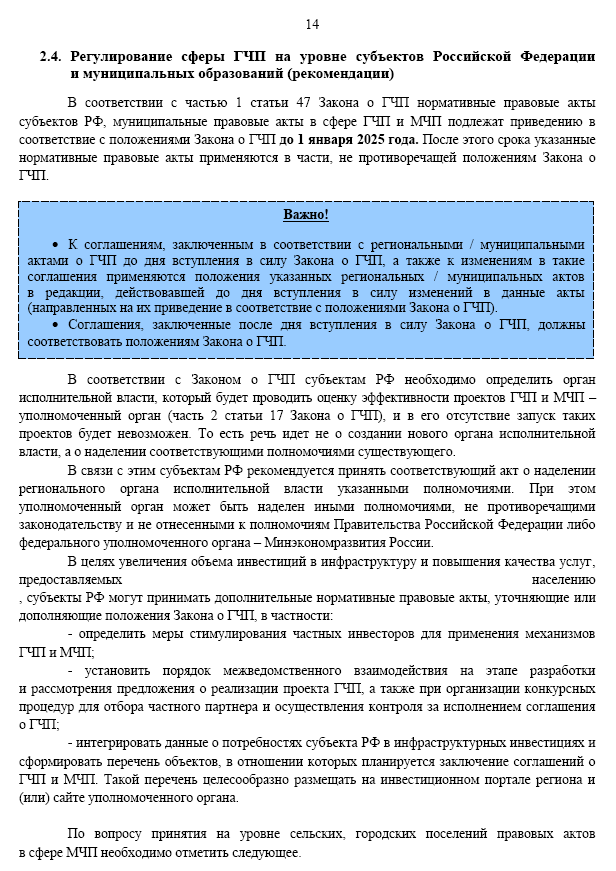 14
2.4. Регулирование сферы ГЧП на уровне субъектов Российской Федерации
и муниципальных образований (рекомендации)
В соответствии с частью 1 статьи 47 Закона о ГЧП нормативные правовые акты
субъектов РФ, муниципальные правовые акты в сфере ГЧП и МЧП подлежат приведению в
соответствие с положениями Закона о ГЧП до 1 января 2025 года. После этого срока указанные
нормативные правовые акты применяются в части, не противоречащей положениям Закона о
ГЧП.
Важно!
• К соглашениям, заключенным в соответствии с региональными / муниципальными
актами о ГЧП до дня вступления в силу Закона о ГЧП, а также к изменениям в такие
соглашения применяются положения указанных региональных / муниципальных актов
в редакции, действовавшей до дня вступления в силу изменений в данные акты
(направленных на их приведение в соответствие с положениями Закона о ГЧП).
• Соглашения, заключенные после дня вступления в силу Закона о ГЧП, должны
соответствовать положениям Закона о ГЧП.
В соответствии с Законом о ГЧП субъектам РФ необходимо определить орган
исполнительной власти, который будет проводить оценку эффективности проектов ГЧП и МЧП –
уполномоченный орган (часть 2 статьи 17 Закона о ГЧП), и в его отсутствие запуск таких
проектов будет невозможен. То есть речь идет не о создании нового органа исполнительной
власти, а о наделении соответствующими полномочиями существующего.
В связи с этим субъектам РФ рекомендуется принять соответствующий акт о наделении
регионального органа исполнительной власти указанными полномочиями. При этом
уполномоченный орган может быть наделен иными полномочиями, не противоречащими
законодательству и не отнесенными к полномочиям Правительства Российской Федерации либо
федерального уполномоченного органа – Минэкономразвития России.
В целях увеличения объема инвестиций в инфраструктуру и повышения качества услуг,
предоставляемых населению
, субъекты РФ могут принимать дополнительные нормативные правовые акты, уточняющие или
дополняющие положения Закона о ГЧП, в частности:
- определить меры стимулирования частных инвесторов для применения механизмов
ГЧП и МЧП;
- установить порядок межведомственного взаимодействия на этапе разработки
и рассмотрения предложения о реализации проекта ГЧП, а также при организации конкурсных
процедур для отбора частного партнера и осуществления контроля за исполнением соглашения
о ГЧП;
- интегрировать данные о потребностях субъекта РФ в инфраструктурных инвестициях и
сформировать перечень объектов, в отношении которых планируется заключение соглашений о
ГЧП и МЧП. Такой перечень целесообразно размещать на инвестиционном портале региона и
(или) сайте уполномоченного органа.
По вопросу принятия на уровне сельских, городских поселений правовых актов
в сфере МЧП необходимо отметить следующее.